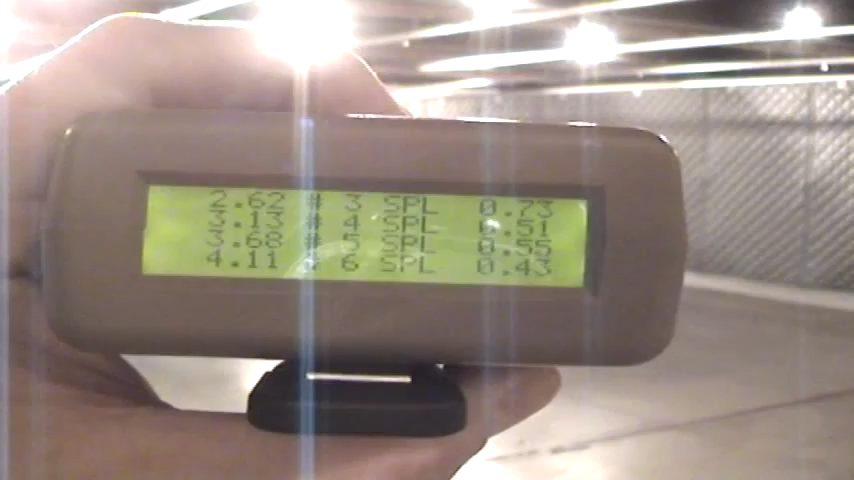 2.62 # 3 SPL 0.73
3.13 # 4 SPL 0.51
3.68 # 5 SPL 0.55
4.11 # 6 SPL 0.43